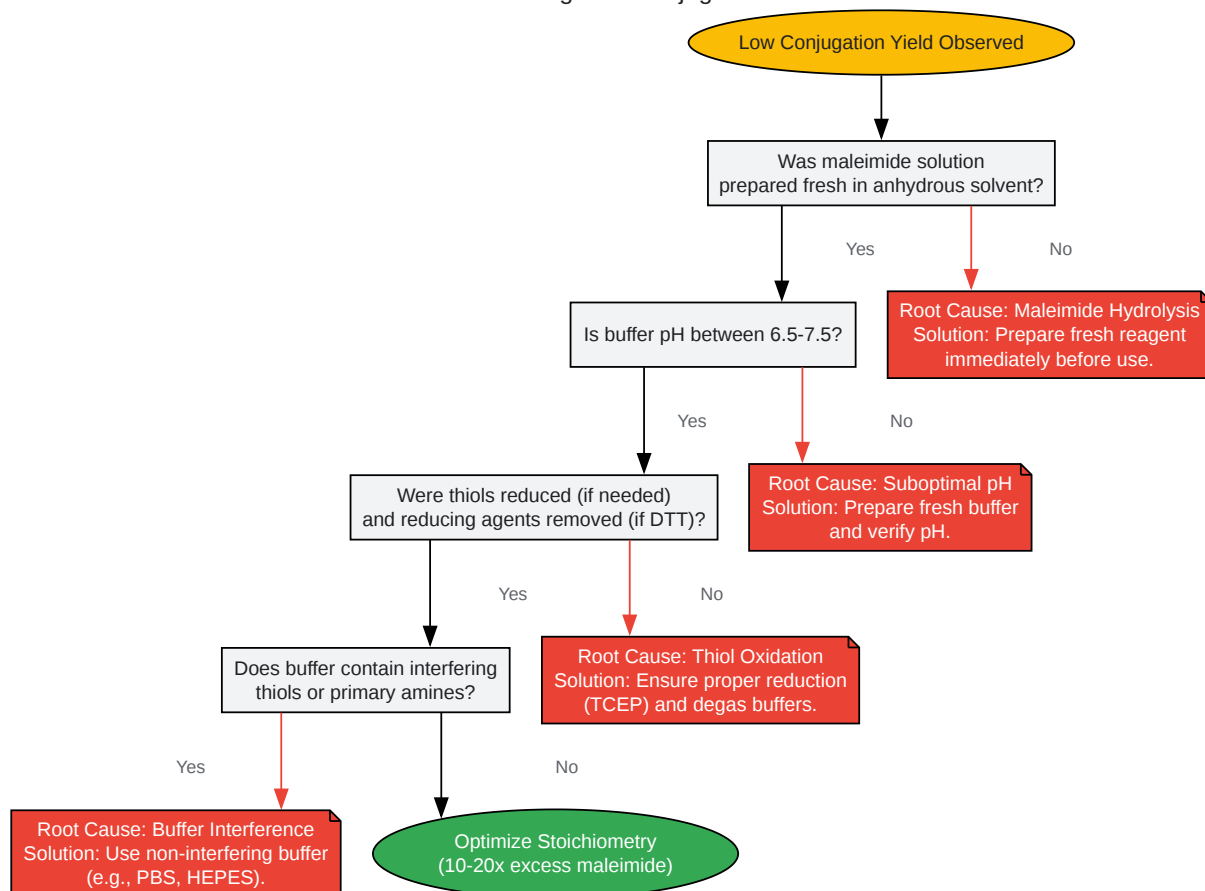 Low Conjugation Yield Observed
Was maleimide solution
prepared fresh in anhydrous solvent?
Yes
No
Root Cause: Maleimide Hydrolysis
Solution: Prepare fresh reagent
immediately before use.
Is buffer pH between 6.5-7.5?
Yes
No
Root Cause: Suboptimal pH
Solution: Prepare fresh buffer
and verify pH.
Were thiols reduced (if needed)
and reducing agents removed (if DTT)?
Yes
No
Root Cause: Thiol Oxidation
Solution: Ensure proper reduction
(TCEP) and degas buffers.
Does buffer contain interfering
thiols or primary amines?
Yes
No
Root Cause: Buffer Interference
Solution: Use non-interfering buffer
(e.g., PBS, HEPES).
Optimize Stoichiometry
(10-20x excess maleimide)